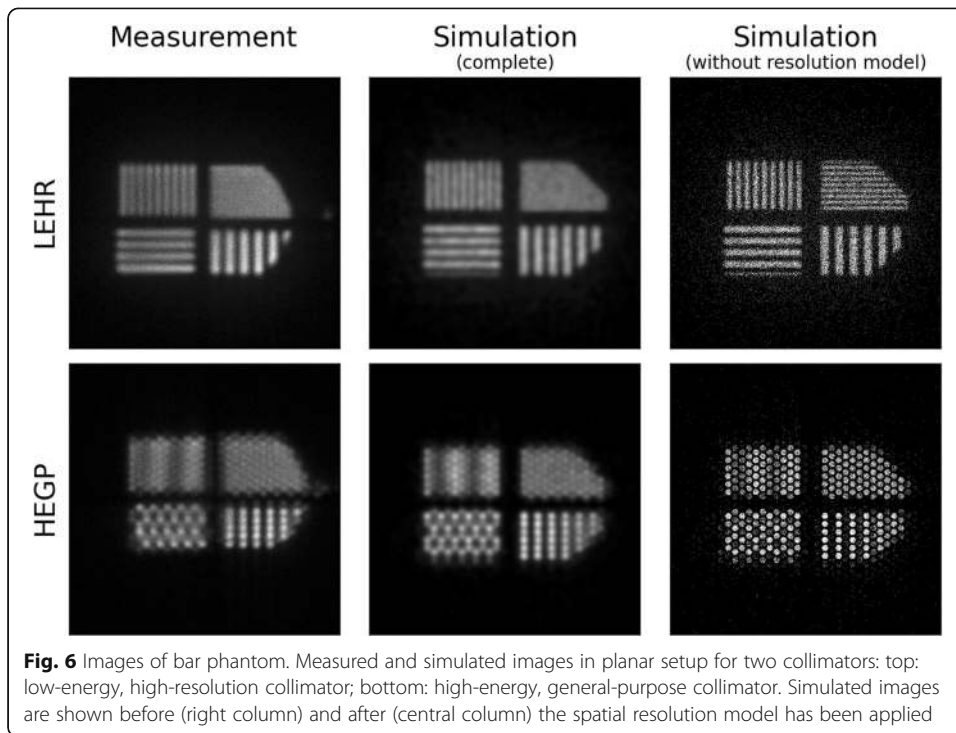 Measurement
Simulation
(complete)
Simulation
(without resolution model)
LEHR
HEGP
Fig. 6 Images of bar phantom. Measured and simulated images in planar setup for two collimators: top:
low-energy, high-resolution collimator; bottom: high-energy, general-purpose collimator. Simulated images
are shown before (right column) and after (central column) the spatial resolution model has been applied